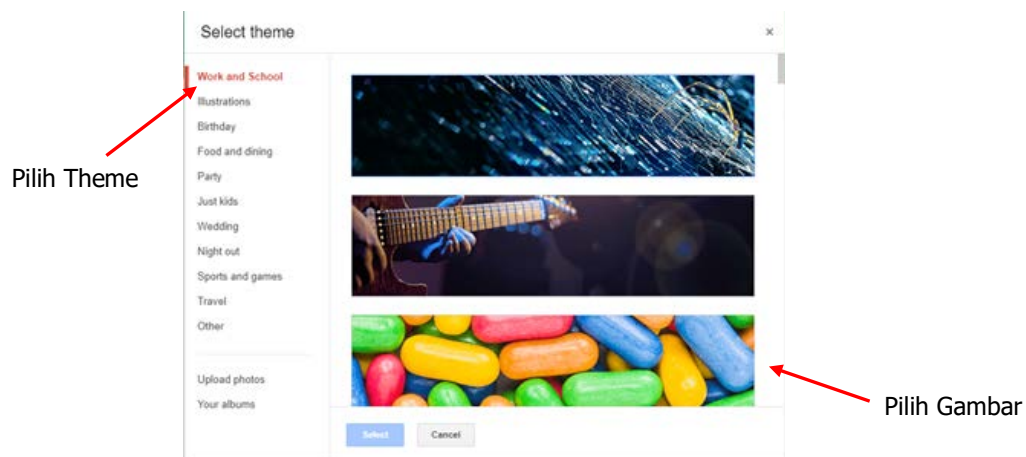 Select theme
×
Work and School
Illustrations
Birthday
Food and dining
Party
Just kids
Wedding
Night out
Sports and games
Travel
Other
Upload photos
Your albums
Select
Cancel
Pilih Theme
Pilih Gambar